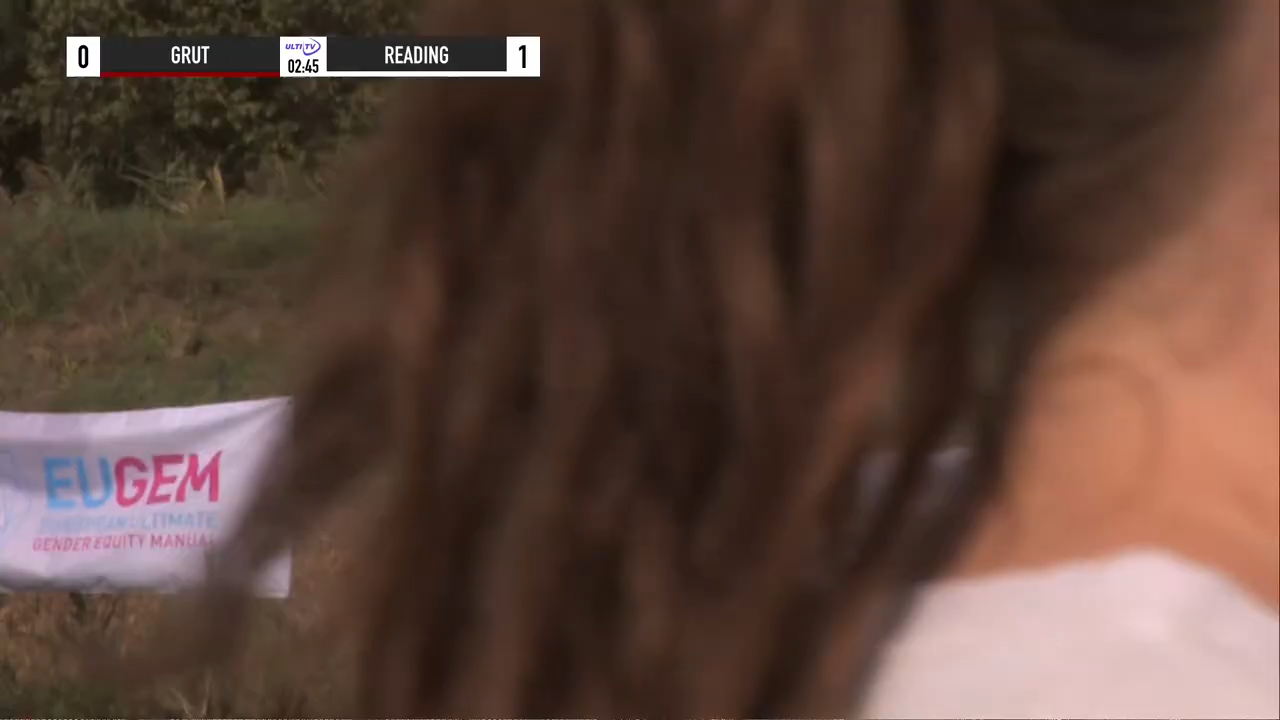 0 GRUT ULTI TV READING 1
02:45
EUGEM
EUROPEAN ULTIMATE
GENDER EQUITY MANUAL